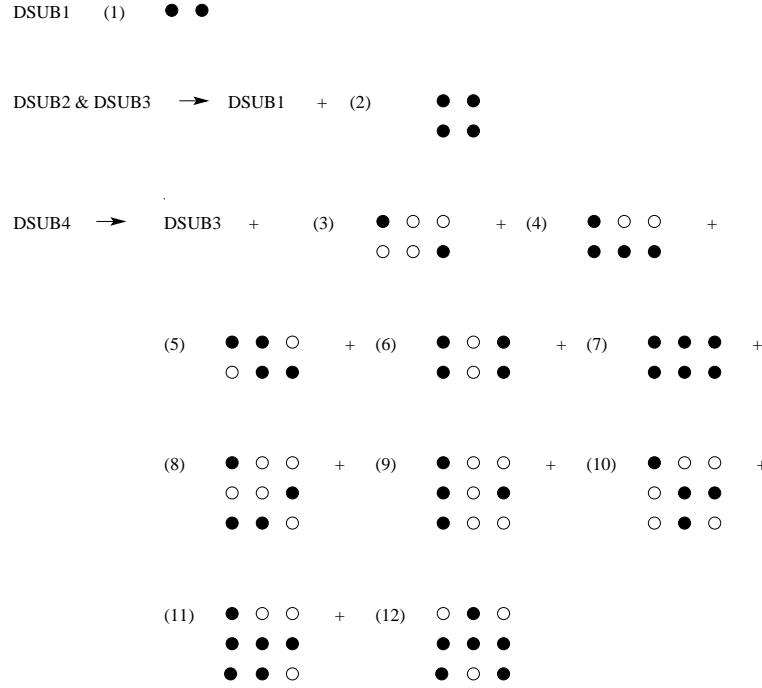 DSUB1 (1)
DSUB2 & DSUB3 → DSUB1 + (2)
DSUB4 → DSUB3 + (3) + (4) +
(5) + (6) + (7) +
(8) + (9) + (10) +
(11) + (12)